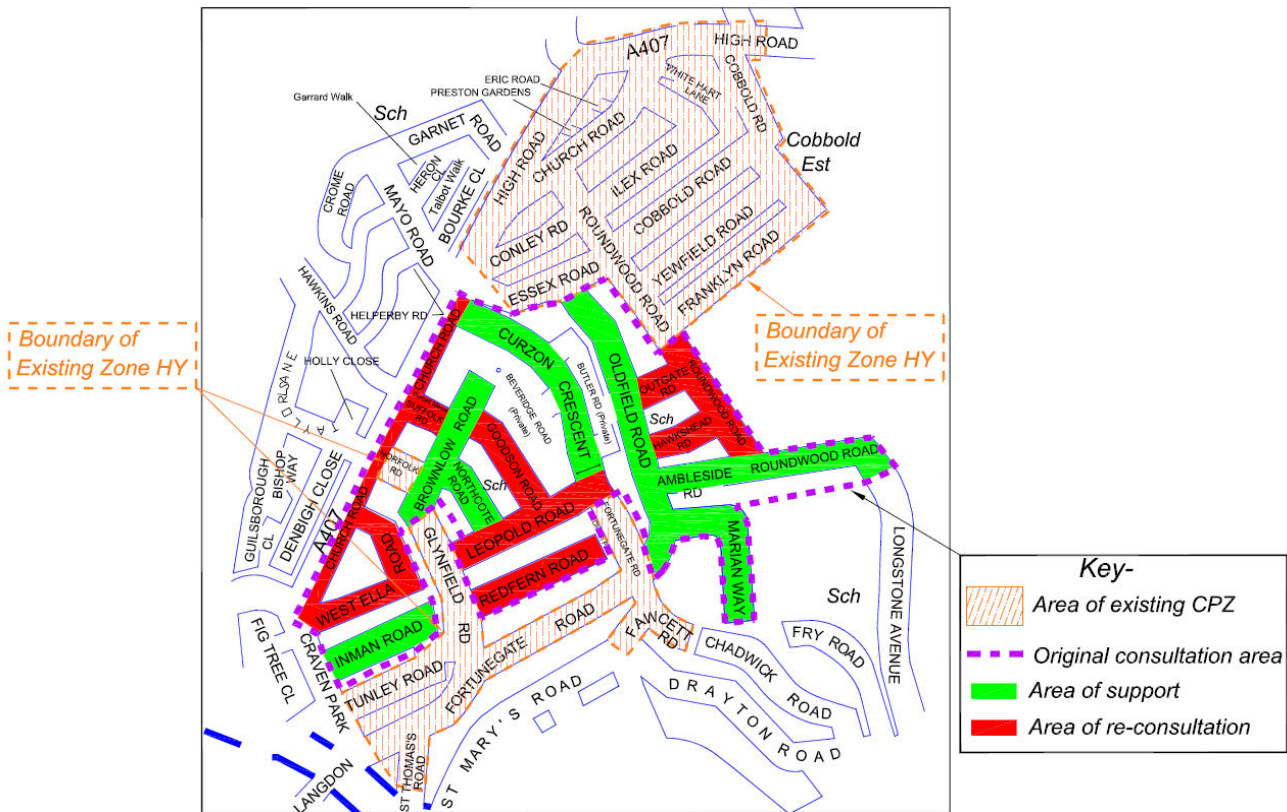 A407
HIGH ROAD
ERIC ROAD
PRESTON GARDENS
WHITE HART
LANE
COBBOLD RD
Garrard Walk
Sch
GARNET ROAD
Cobbold
Est
HIGH ROAD
CHURCH ROAD
ILEX ROAD
COBBOLD ROAD
HERON
CL
Talbot Walk
BOURKE CL
CROME
ROAD
MAYO ROAD
CONLEY RD
ROUNDWOOD ROAD
YEWFIELD ROAD
FRANKLYN ROAD
ESSEX ROAD
HAWKINS ROAD
HELPERBY RD
Boundary of
Existing Zone HY
Boundary of
Existing Zone HY
HOLLY CLOSE
TAYLORS LANE
CHURCH ROAD
CURZON
CRESCENT
BUTLER RD (Private)
BEVERIDGE ROAD
(Private)
OLDFIELD ROAD
OUTGATE
RD
ROUNDWOOD ROAD
Sch
HAWKSHEAD
RD
SUFFOLK
RD
BROWNLOW ROAD
GOODSON ROAD
NORFOLK
RD
NORTHCOTE
ROAD
Sch
AMBLESIDE
RD
ROUNDWOOD ROAD
GUILSBOROUGH
CL
BISHOP
WAY
DENBIGH CLOSE
A407
CHURCH ROAD
LEOPOLD ROAD
FORTUNEGATE RD
MARIAN WAY
LONGSTONE AVENUE
GLYNFIELD
RD
REDFERN ROAD
WEST ELLA
ROAD
INMAN ROAD
FIG TREE CL
CRAVEN PARK
TUNLEY ROAD
FORTUNEGATE ROAD
FAWCETT
RD
CHADWICK
ROAD
FRY ROAD
Sch
DRAYTON ROAD
ST MARY'S ROAD
ST THOMAS'S
ROAD
LANGDON
Key-
Area of existing CPZ
Original consultation area
Area of support
Area of re-consultation